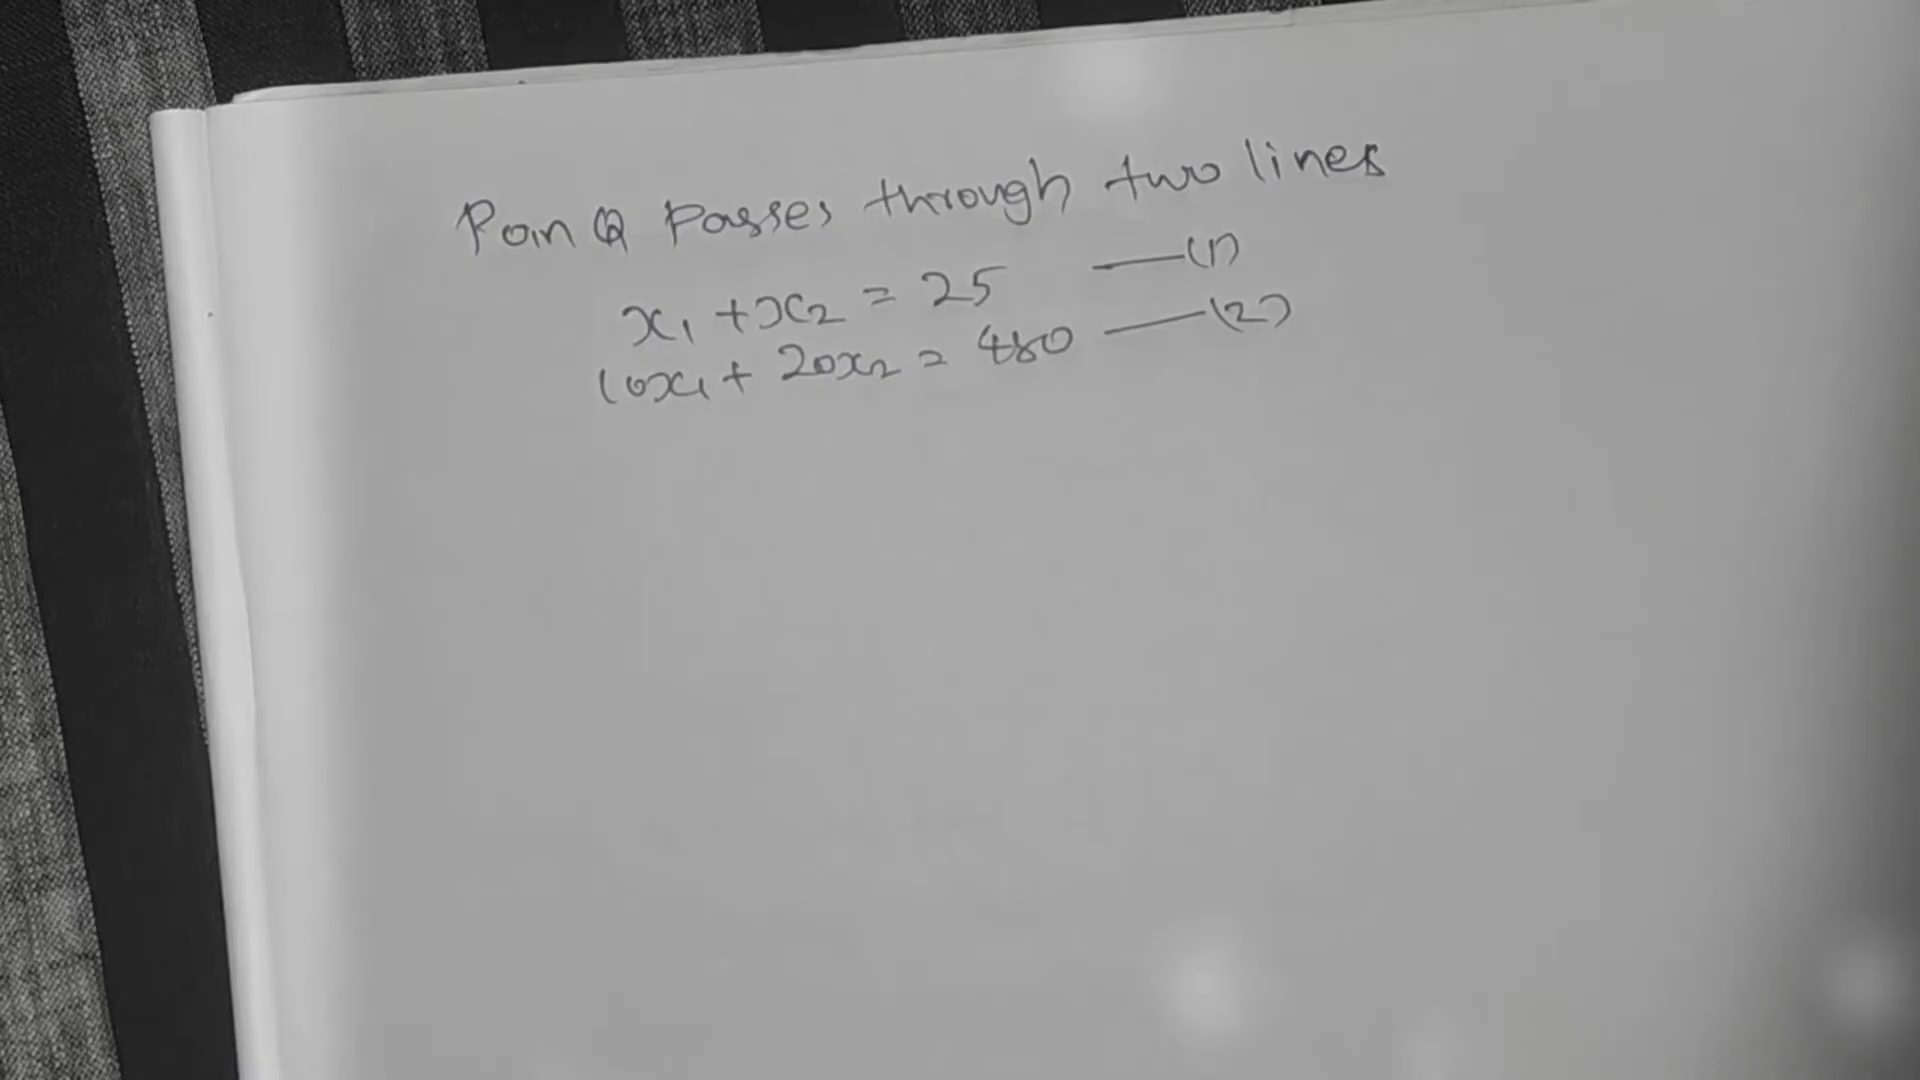 Poin Q passes through two lines
x₁ + x₂ = 25 —(1)
10x₁ + 20x₂ = 480 —(2)